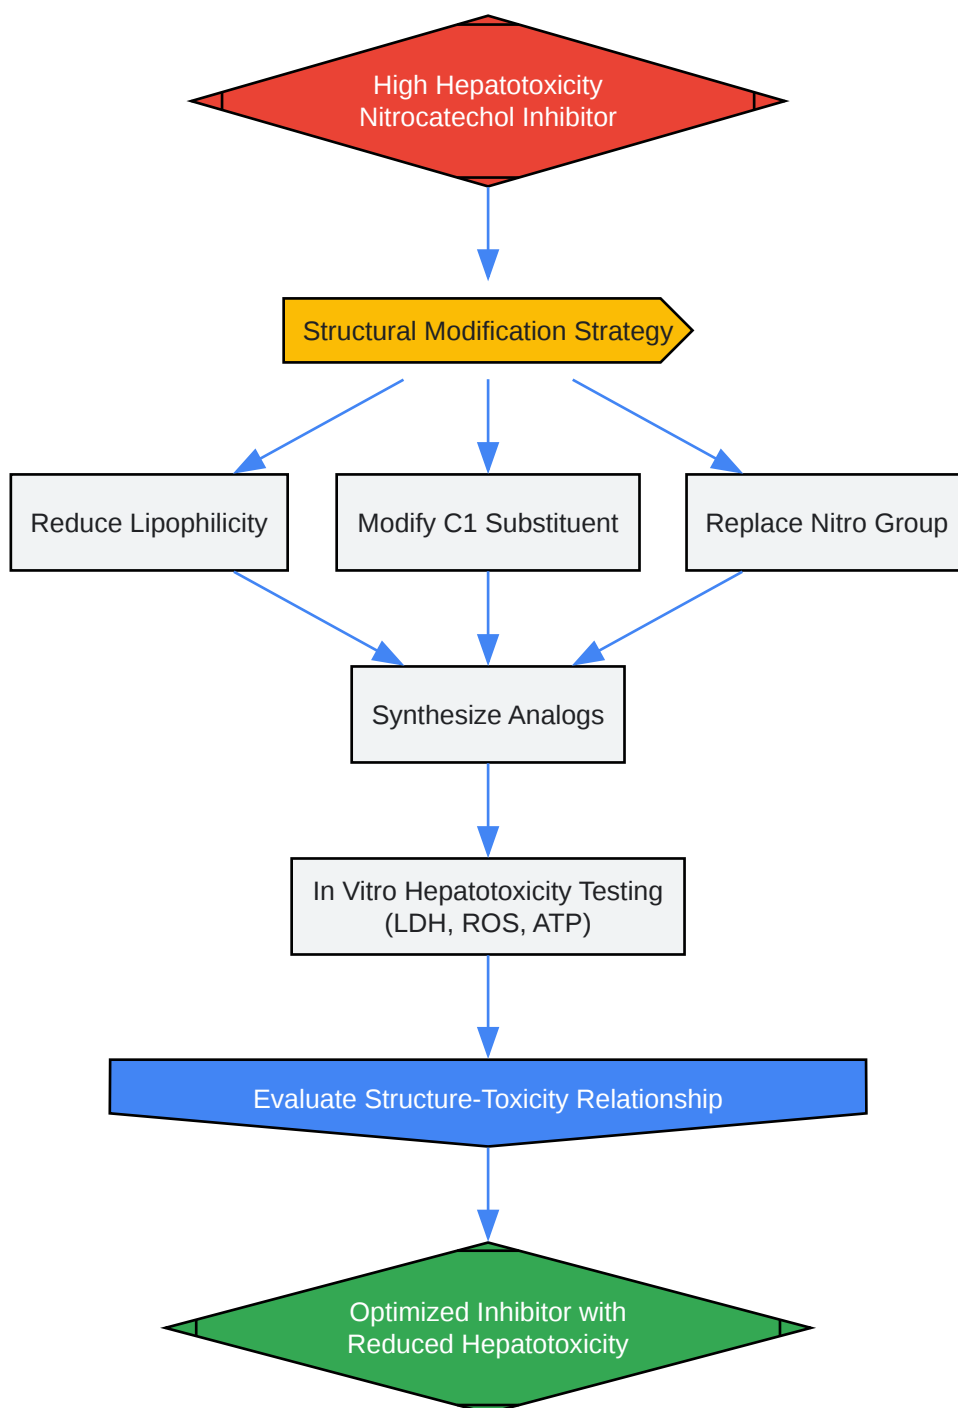 High Hepatotoxicity
Nitrocatechol Inhibitor
Structural Modification Strategy
Reduce Lipophilicity
Modify C1 Substituent
Replace Nitro Group
Synthesize Analogs
In Vitro Hepatotoxicity Testing
(LDH, ROS, ATP)
Evaluate Structure-Toxicity Relationship
Optimized Inhibitor with
Reduced Hepatotoxicity